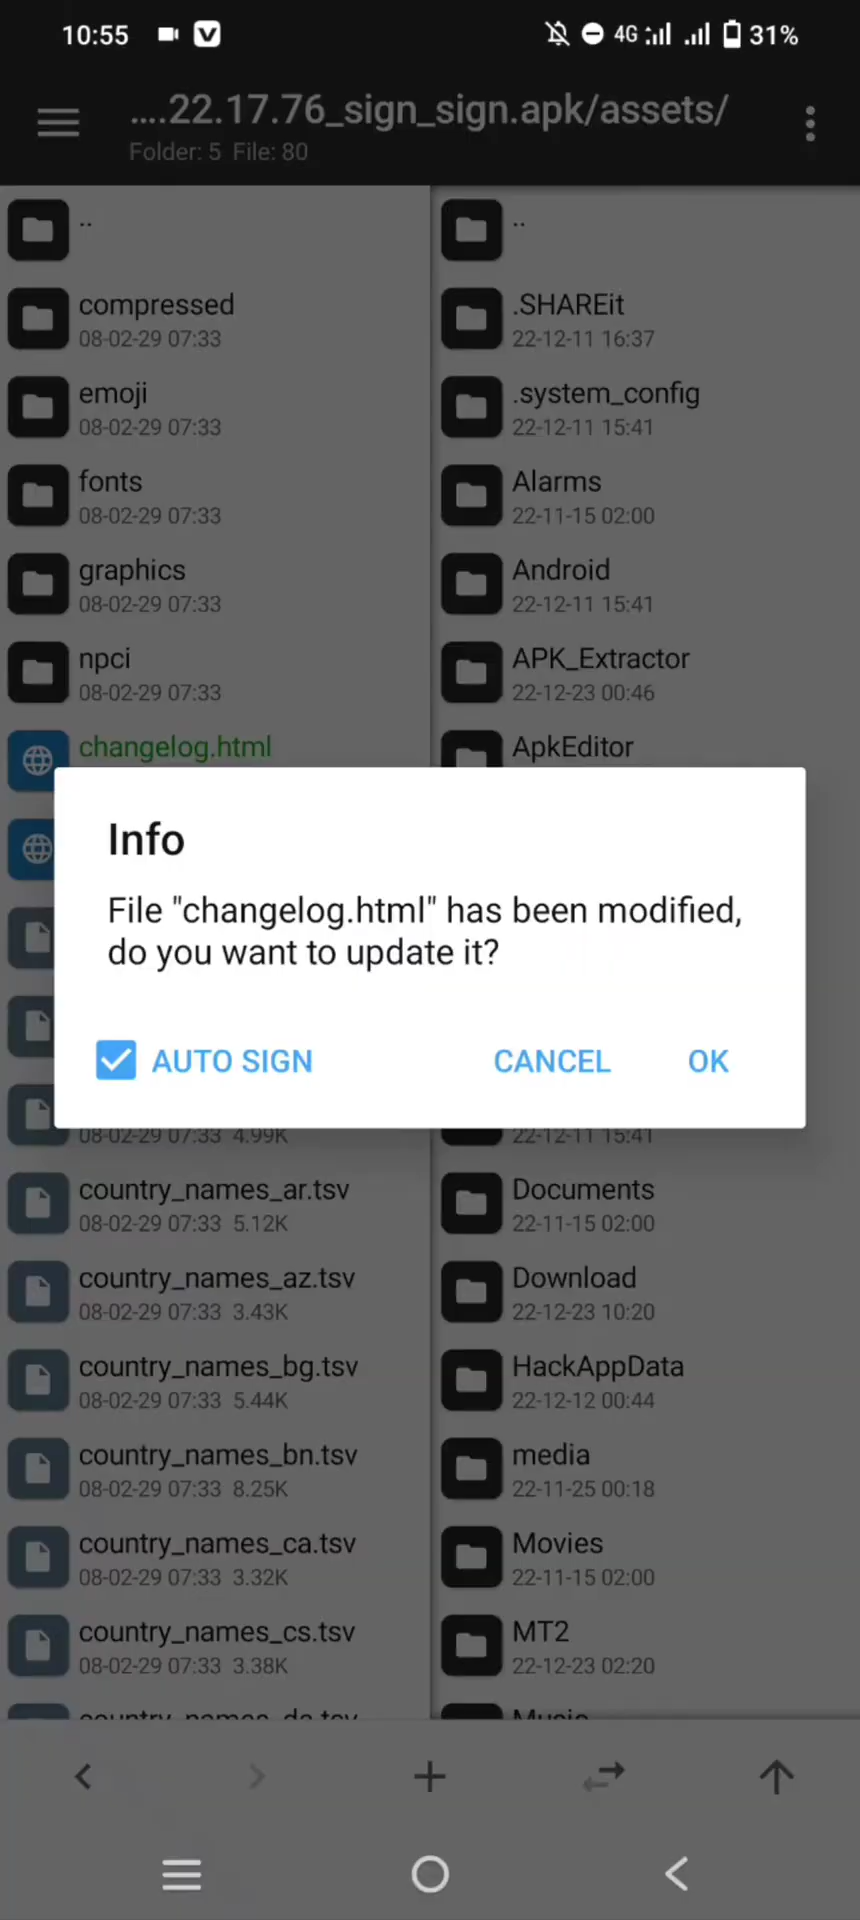 10:55
4G
31%
....22.17.76_sign_sign.apk/assets/
Folder: 5 File: 80
..
compressed
08-02-29 07:33
emoji
08-02-29 07:33
fonts
08-02-29 07:33
graphics
08-02-29 07:33
npci
08-02-29 07:33
changelog.html
..
.SHAREit
22-12-11 16:37
.system_config
22-12-11 15:41
Alarms
22-11-15 02:00
Android
22-12-11 15:41
APK_Extractor
22-12-23 00:46
ApkEditor
Info
File "changelog.html" has been modified,
do you want to update it?
AUTO SIGN
CANCEL
OK
08-02-29 07:33 4.99K
country_names_ar.tsv
08-02-29 07:33 5.12K
country_names_az.tsv
08-02-29 07:33 3.43K
country_names_bg.tsv
08-02-29 07:33 5.44K
country_names_bn.tsv
08-02-29 07:33 8.25K
country_names_ca.tsv
08-02-29 07:33 3.32K
country_names_cs.tsv
08-02-29 07:33 3.38K
22-12-11 15:41
Documents
22-11-15 02:00
Download
22-12-23 10:20
HackAppData
22-12-12 00:44
media
22-11-25 00:18
Movies
22-11-15 02:00
MT2
22-12-23 02:20